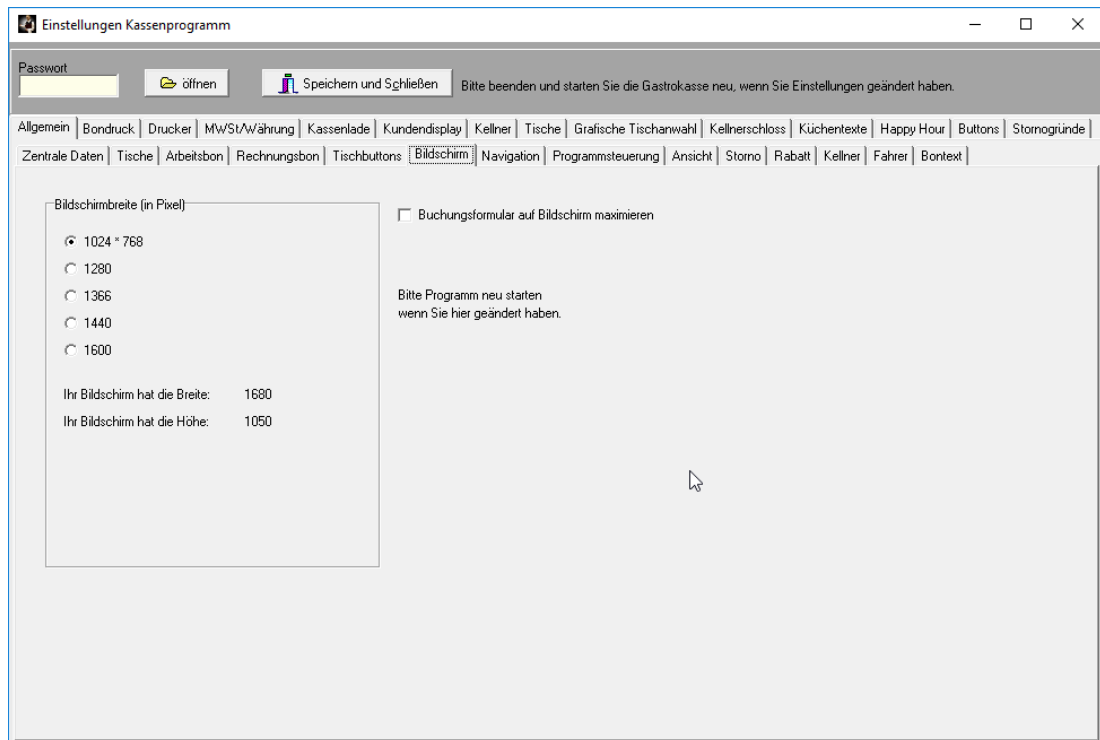 Einstellungen Kassenprogramm
Passwort
öffnen
Speichern und Schließen
Bitte beenden und starten Sie die Gastrokasse neu, wenn Sie Einstellungen geändert haben.
Allgemein Bondruck Drucker MWSt/Währung Kassenlade Kundendisplay Kellner Tische Grafische Tischanwahl Kellnerschloss Küchentexte Happy Hour Buttons Stornogründe
Zentrale Daten Tische Arbeitsbon Rechnungsbon Tischbuttons Bildschirm Navigation Programmsteuerung Ansicht Storno Rabatt Kellner Fahrer Bontext
Bildschirmbreite (in Pixel)
1024 * 768
1280
1366
1440
1600
Ihr Bildschirm hat die Breite: 1680
Ihr Bildschirm hat die Höhe: 1050
Buchungsformular auf Bildschirm maximieren
Bitte Programm neu starten
wenn Sie hier geändert haben.